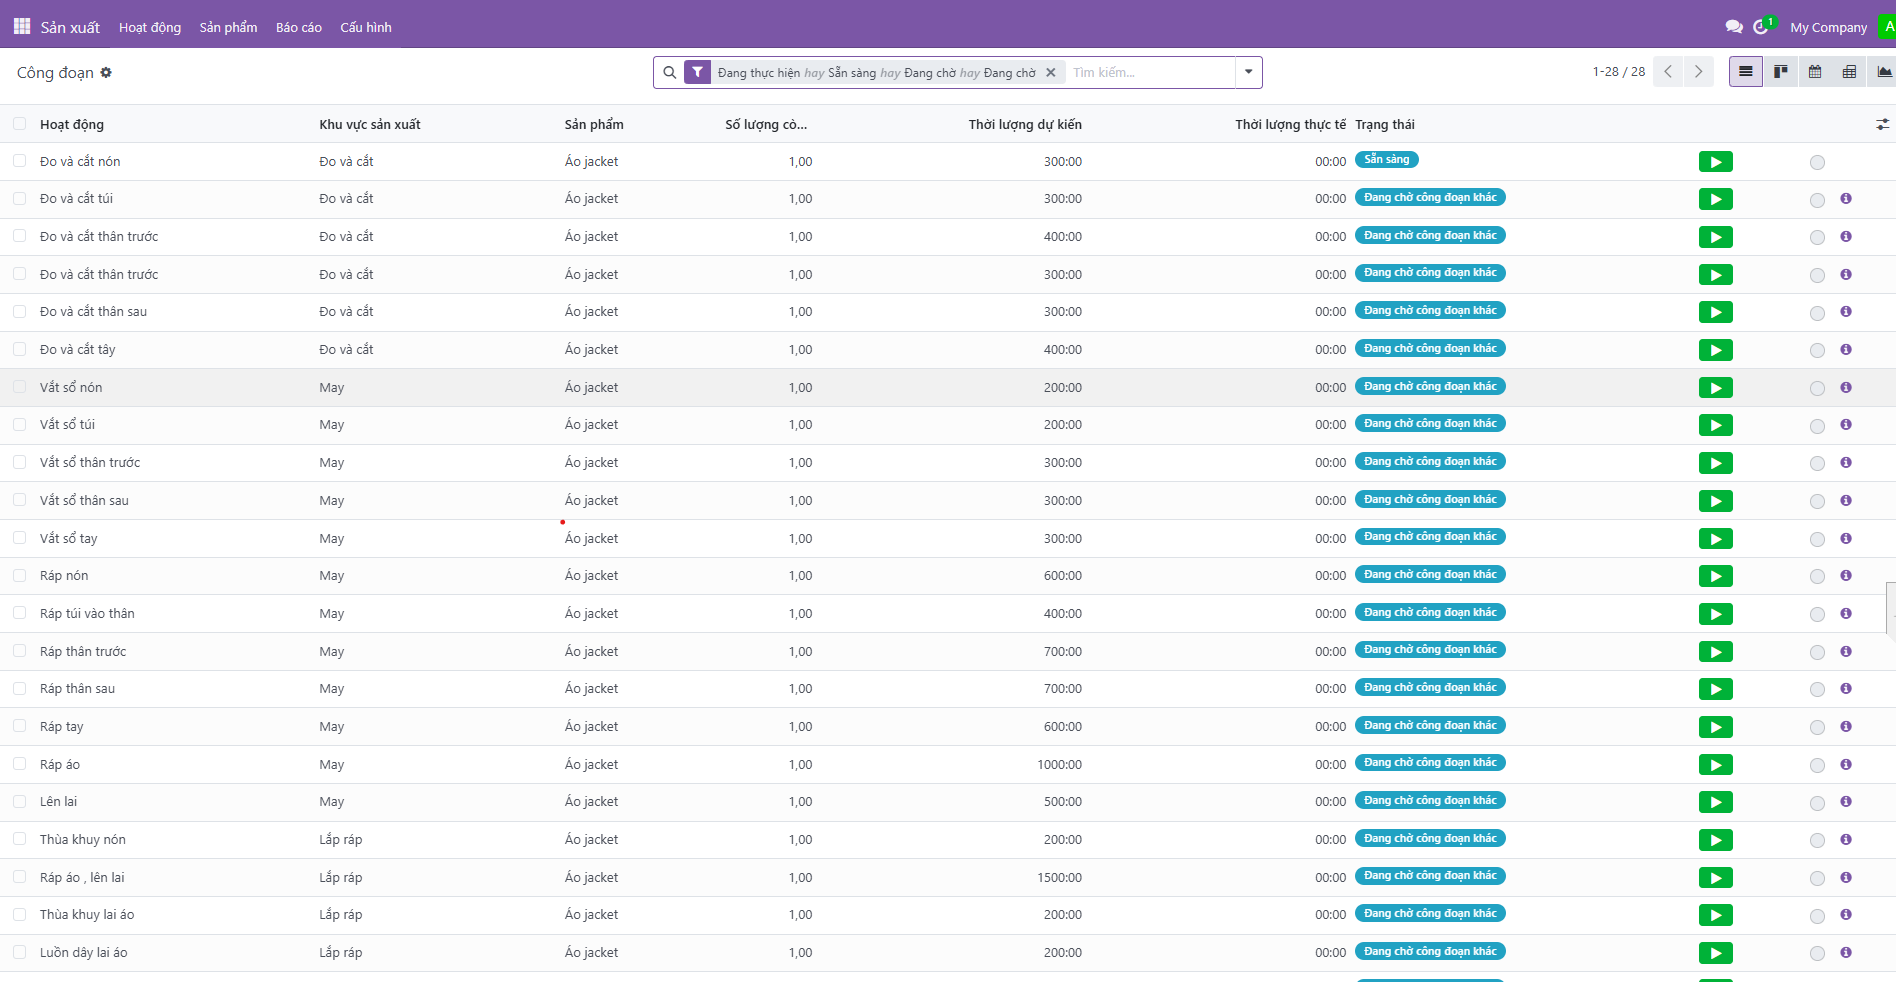 Sản xuất Hoạt động Sản phẩm Báo cáo Cấu hình 1 My Company A
Công đoạn Đang thực hiện hay Sẵn sàng hay Đang chờ hay Đang chờ Tìm kiếm... 1-28 / 28
Hoạt động Khu vực sản xuất Sản phẩm Số lượng cò... Thời lượng dự kiến Thời lượng thực tế Trạng thái
Đo và cắt nón Đo và cắt Áo jacket 1,00 300:00 00:00 Sẵn sàng
Đo và cắt túi Đo và cắt Áo jacket 1,00 300:00 00:00 Đang chờ công đoạn khác
Đo và cắt thân trước Đo và cắt Áo jacket 1,00 400:00 00:00 Đang chờ công đoạn khác
Đo và cắt thân trước Đo và cắt Áo jacket 1,00 300:00 00:00 Đang chờ công đoạn khác
Đo và cắt thân sau Đo và cắt Áo jacket 1,00 300:00 00:00 Đang chờ công đoạn khác
Đo và cắt tây Đo và cắt Áo jacket 1,00 400:00 00:00 Đang chờ công đoạn khác
Vắt sổ nón May Áo jacket 1,00 200:00 00:00 Đang chờ công đoạn khác
Vắt sổ túi May Áo jacket 1,00 200:00 00:00 Đang chờ công đoạn khác
Vắt sổ thân trước May Áo jacket 1,00 300:00 00:00 Đang chờ công đoạn khác
Vắt sổ thân sau May Áo jacket 1,00 300:00 00:00 Đang chờ công đoạn khác
Vắt sổ tay May Áo jacket 1,00 300:00 00:00 Đang chờ công đoạn khác
Ráp nón May Áo jacket 1,00 600:00 00:00 Đang chờ công đoạn khác
Ráp túi vào thân May Áo jacket 1,00 400:00 00:00 Đang chờ công đoạn khác
Ráp thân trước May Áo jacket 1,00 700:00 00:00 Đang chờ công đoạn khác
Ráp thân sau May Áo jacket 1,00 700:00 00:00 Đang chờ công đoạn khác
Ráp tay May Áo jacket 1,00 600:00 00:00 Đang chờ công đoạn khác
Ráp áo May Áo jacket 1,00 1000:00 00:00 Đang chờ công đoạn khác
Lên lai May Áo jacket 1,00 500:00 00:00 Đang chờ công đoạn khác
Thùa khuy nón Lắp ráp Áo jacket 1,00 200:00 00:00 Đang chờ công đoạn khác
Ráp áo , lên lai Lắp ráp Áo jacket 1,00 1500:00 00:00 Đang chờ công đoạn khác
Thùa khuy lai áo Lắp ráp Áo jacket 1,00 200:00 00:00 Đang chờ công đoạn khác
Luồn dây lai áo Lắp ráp Áo jacket 1,00 200:00 00:00 Đang chờ công đoạn khác